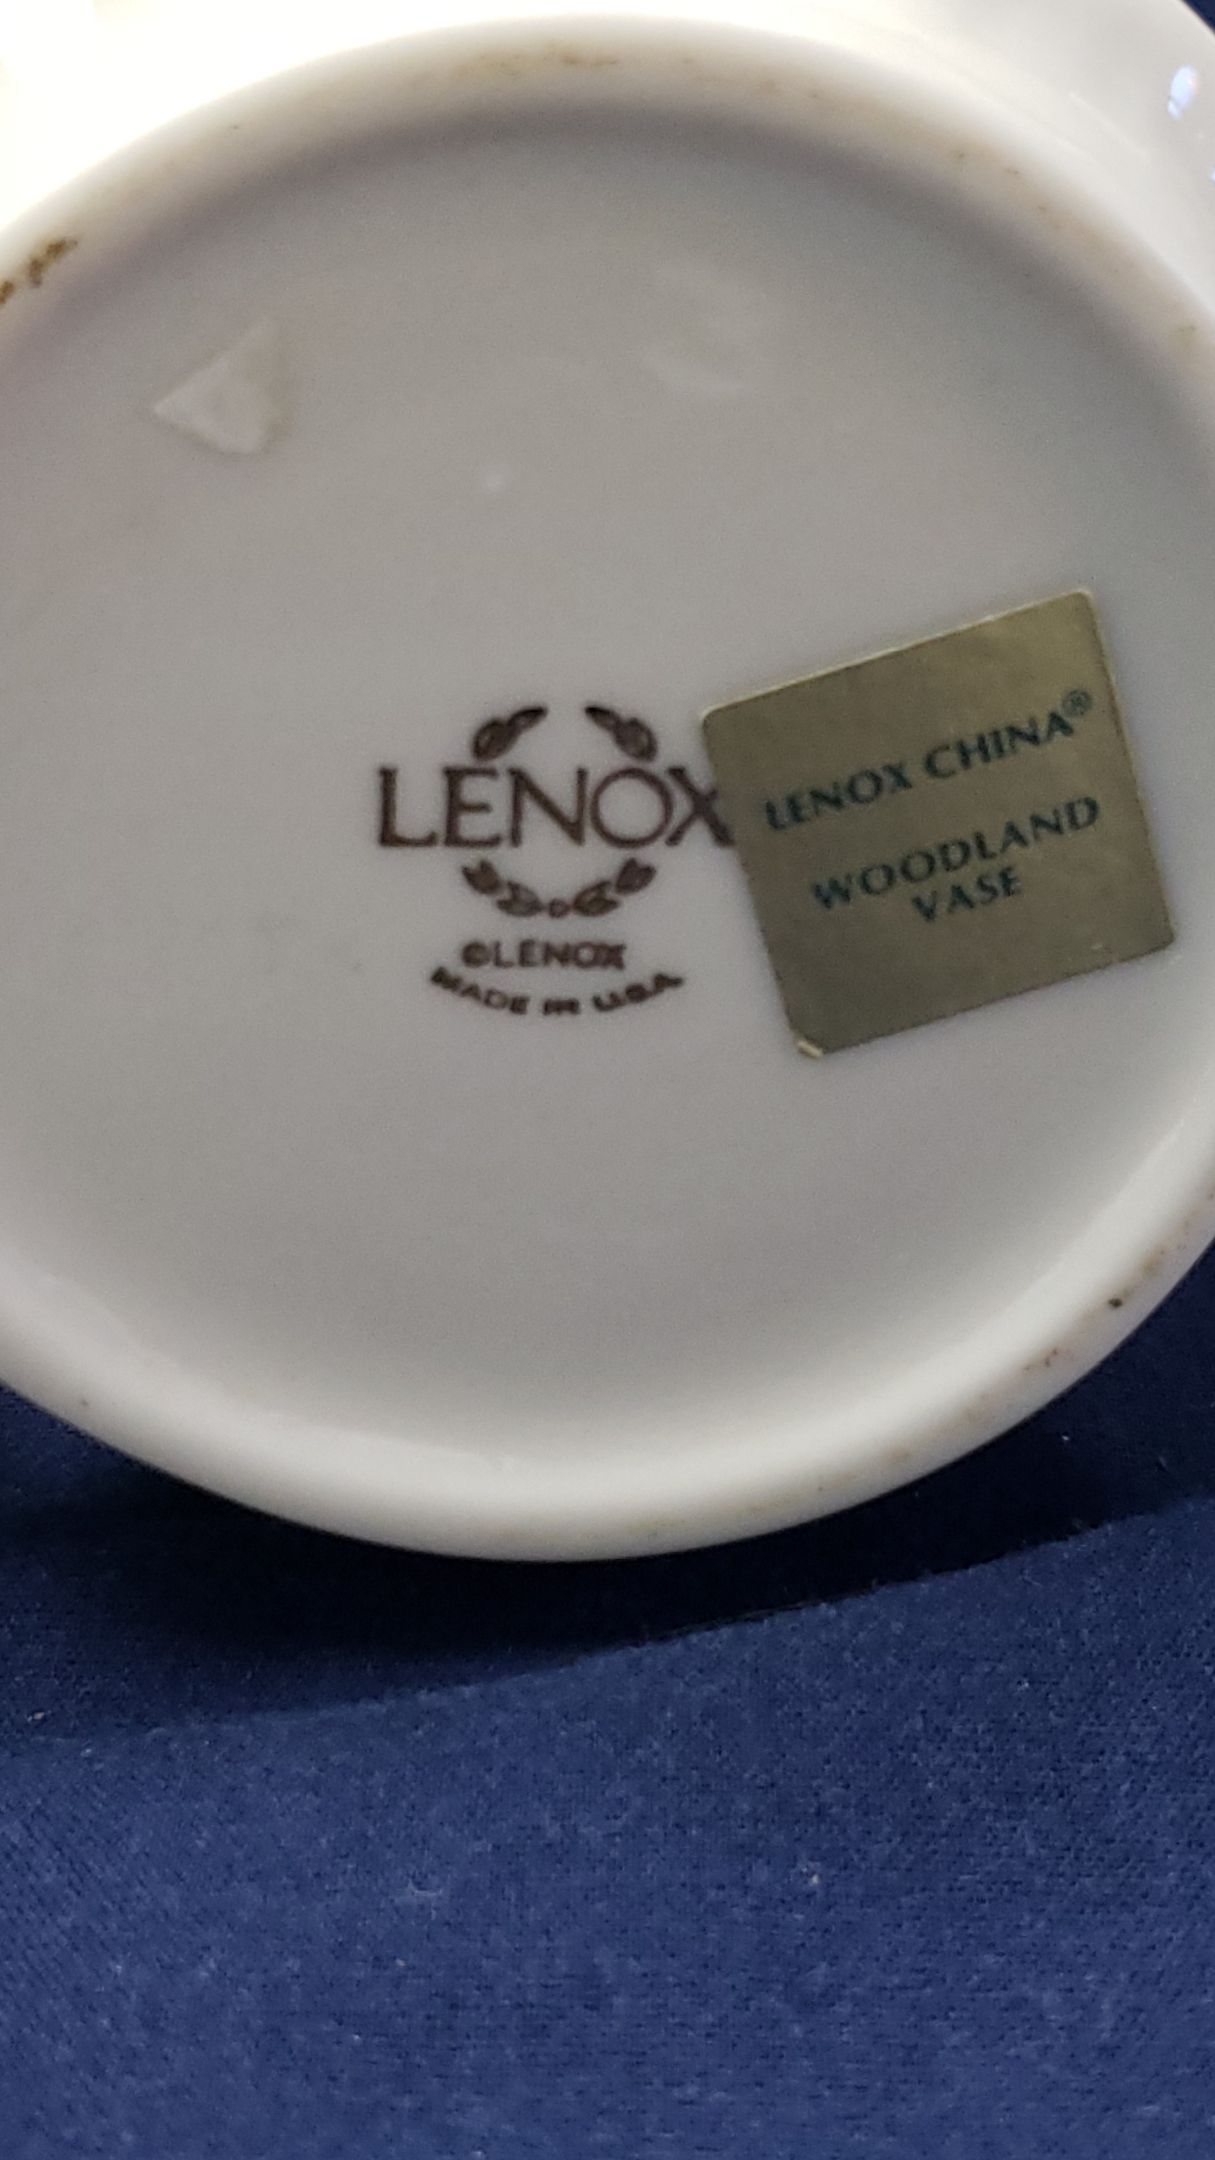 LENOX
©LENOX
MADE IN U.S.A.
LENOX CHINA®
WOODLAND
VASE